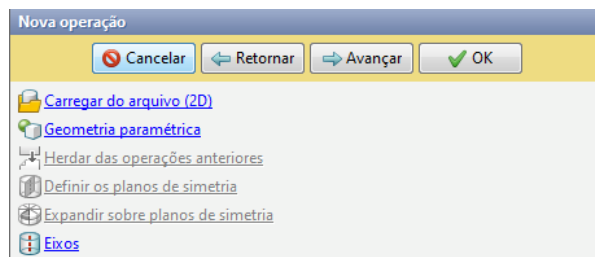 Nova operação
Cancelar Retornar Avançar OK
Carregar do arquivo (2D)
Geometria paramétrica
Herdar das operações anteriores
Definir os planos de simetria
Expandir sobre planos de simetria
Eixos